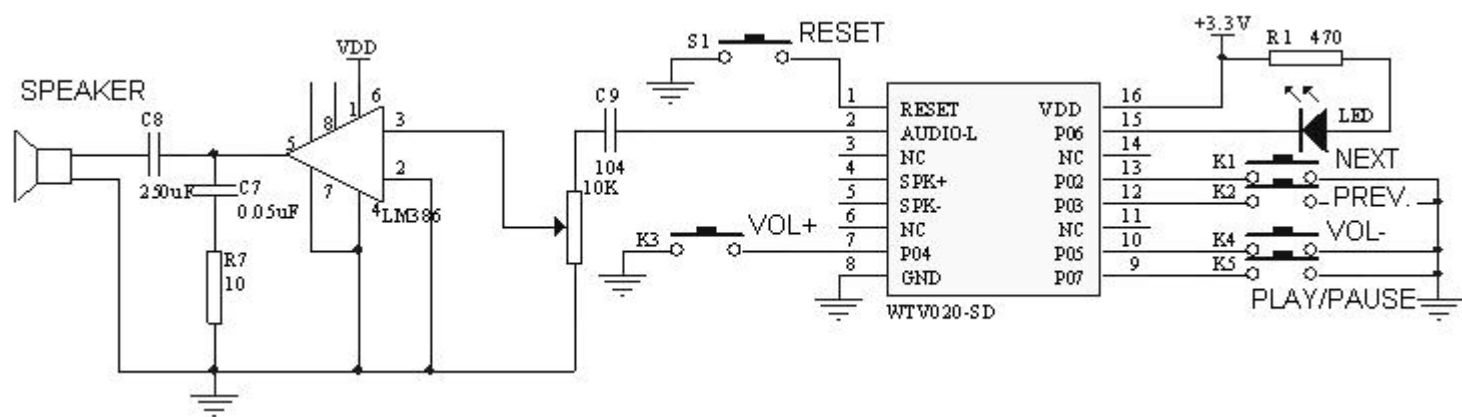 SPEAKER
C8
250uF
C7
0.05uF
R7
10
VDD
6
1
8
5
7
4
3
2
LM386
C9
104
10K
S1
RESET
K3
VOL+
1
2
3
4
5
6
7
8
RESET
AUDIO-L
NC
SPK+
SPK-
NC
P04
GND
VDD
P06
NC
P02
P03
NC
P05
P07
16
15
14
13
12
11
10
9
WTV020-SD
+3.3V
R1 470
LED
K1
NEXT
K2
PREV.
K4
VOL-
K5
PLAY/PAUSE